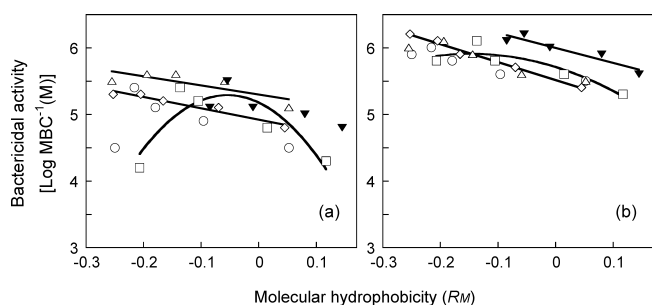 Bactericidal activity
[Log MBC-1(M)]
6
5
4
3
(a)
-0.3 -0.2 -0.1 0 0.1
6
5
4
3
(b)
-0.3 -0.2 -0.1 0 0.1
Molecular hydrophobicity (RM)